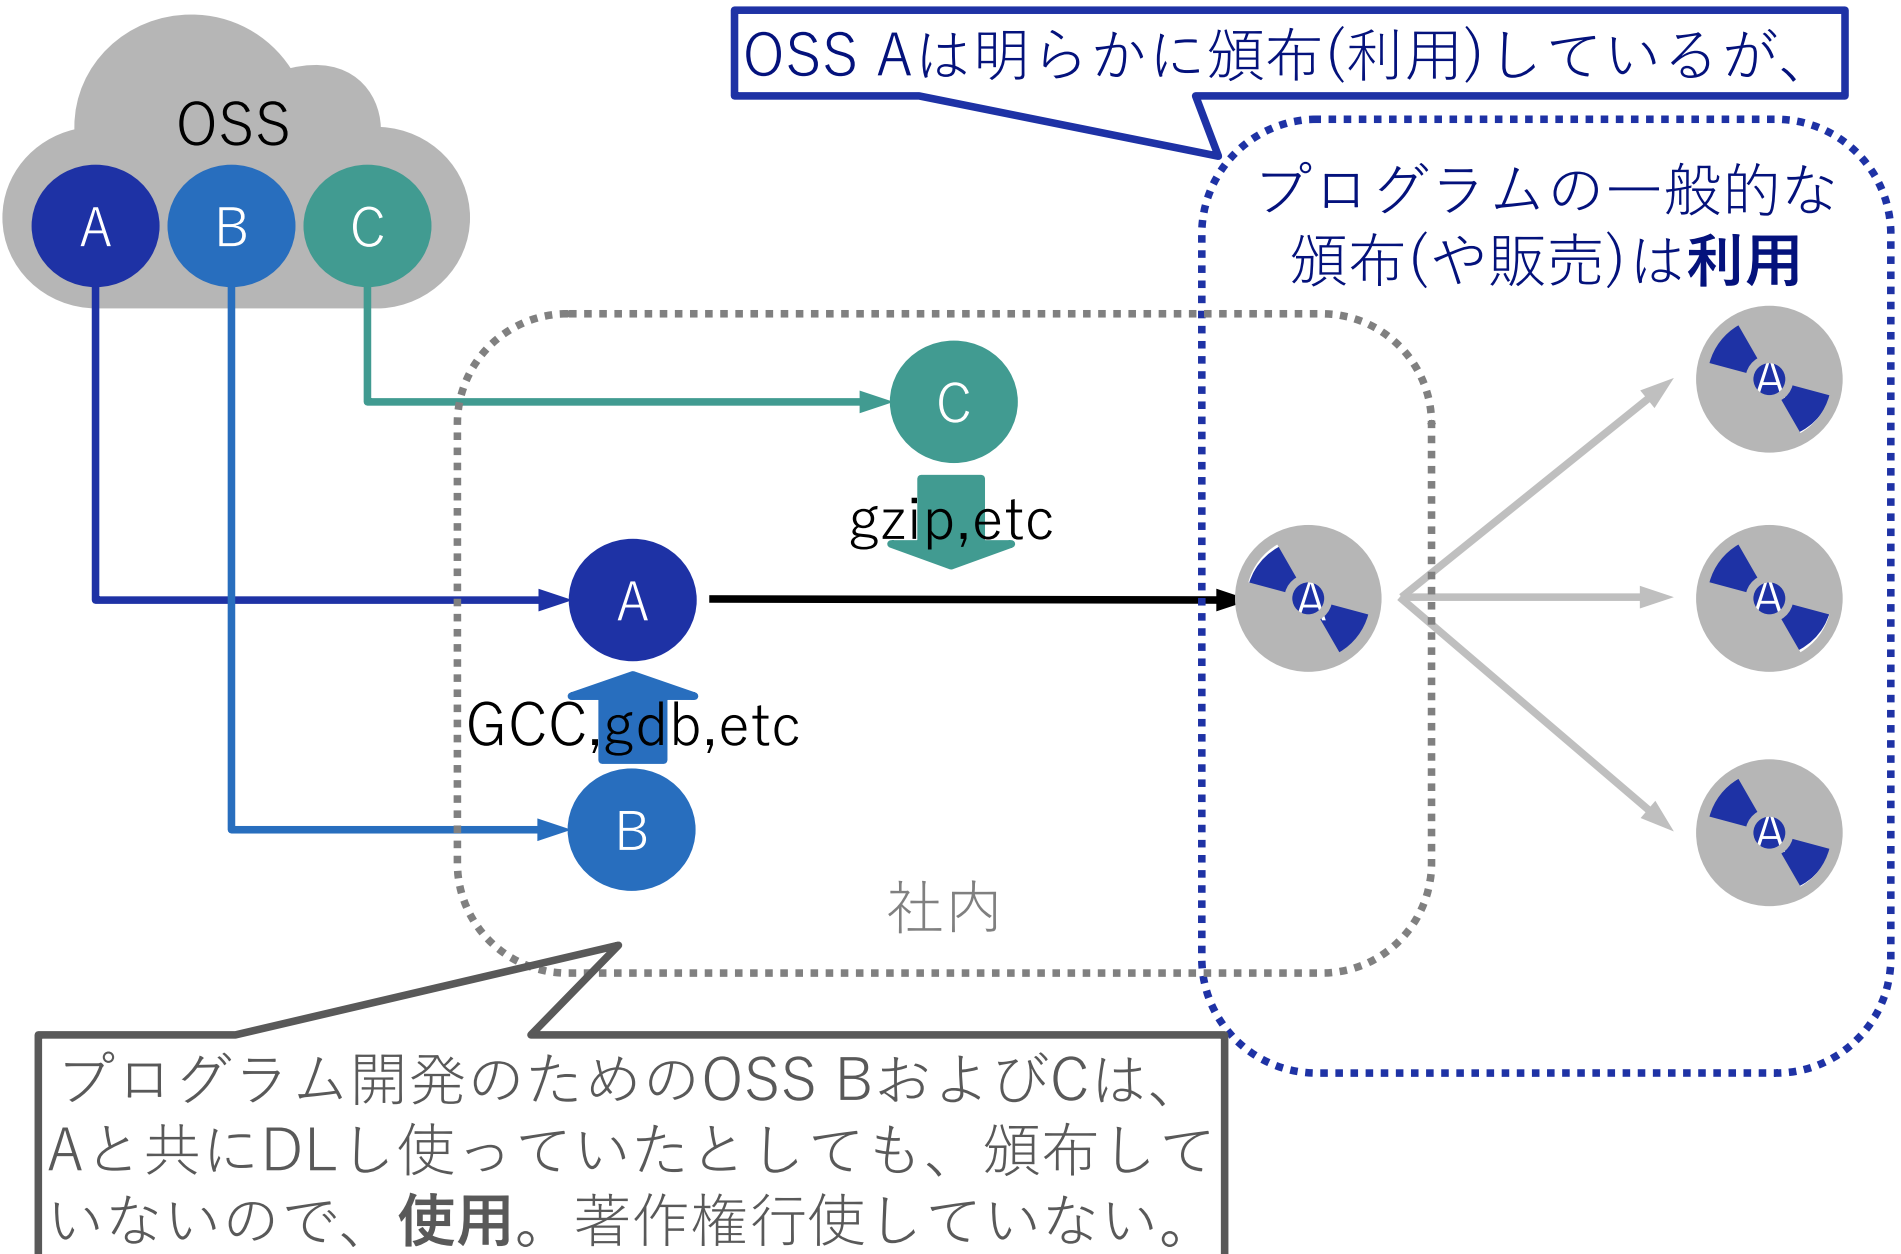 OSS Aは明らかに頒布(利用)しているが、
OSS
A
B
C
プログラムの一般的な
頒布(や販売)は利用
C
gzip,etc
A
GCC,gdb,etc
B
A
A
A
A
社内
プログラム開発のためのOSS BおよびCは、
Aと共にDLし使っていたとしても、頒布して
いないので、使用。著作権行使していない。